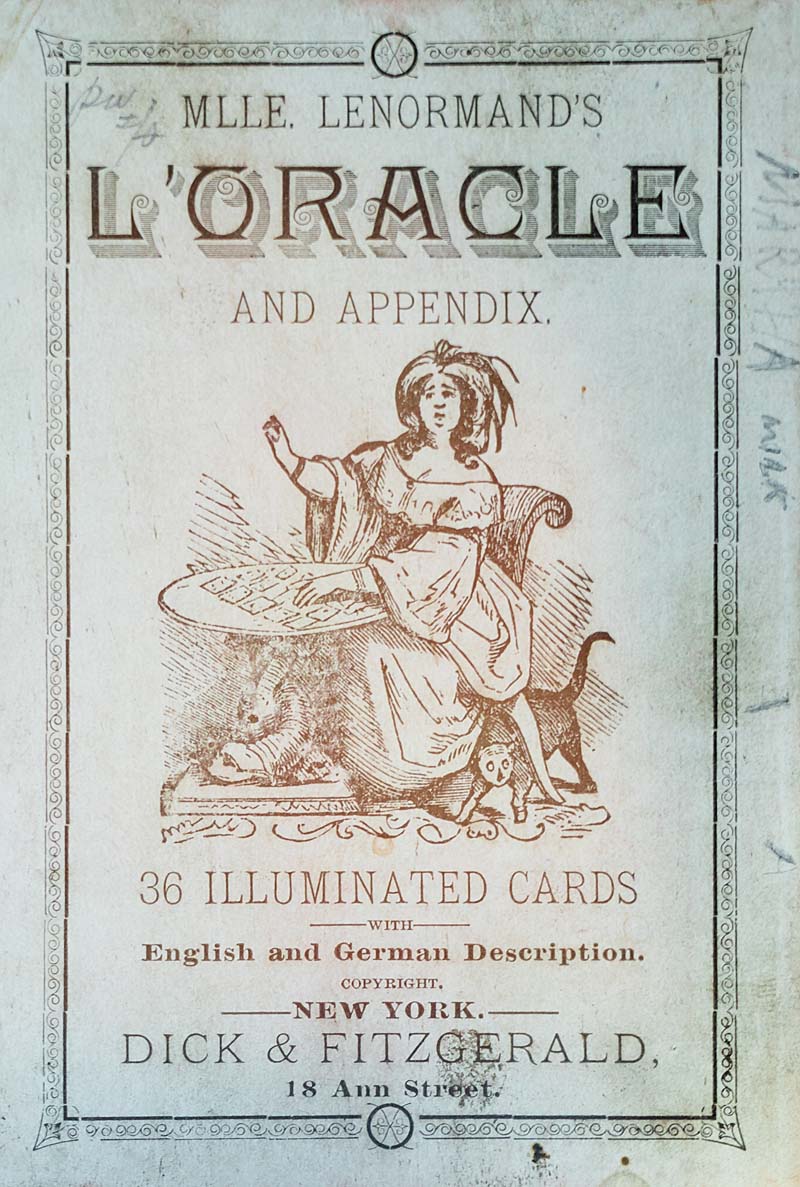 MLLE. LENORMAND'S
L'ORACLE
AND APPENDIX.
36 ILLUMINATED CARDS
WITH
English and German Description.
COPYRIGHT.
NEW YORK.
DICK & FITZGERALD,
18 Ann Street.